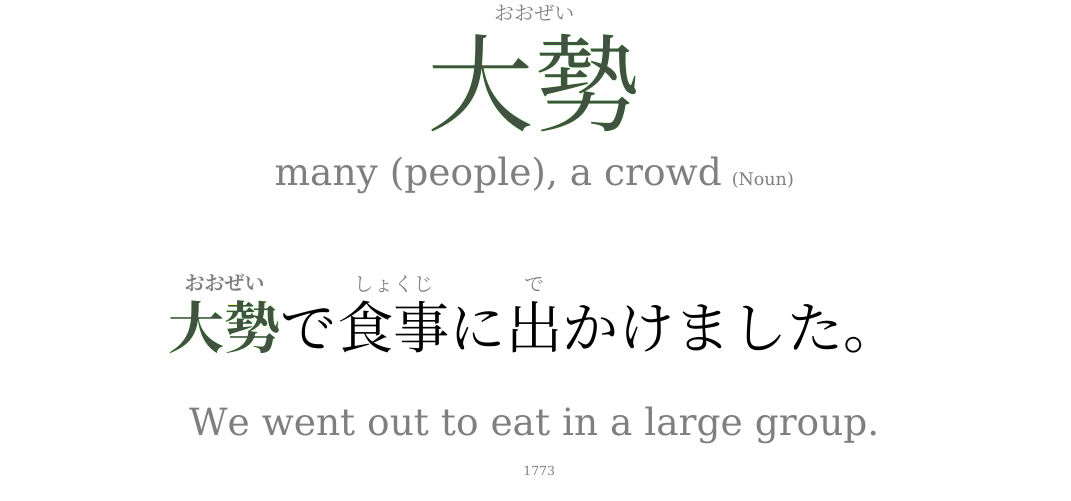 おおぜい
大勢
many (people), a crowd (Noun)
おおぜい しょくじ で
大勢で食事に出かけました。
We went out to eat in a large group.
1773